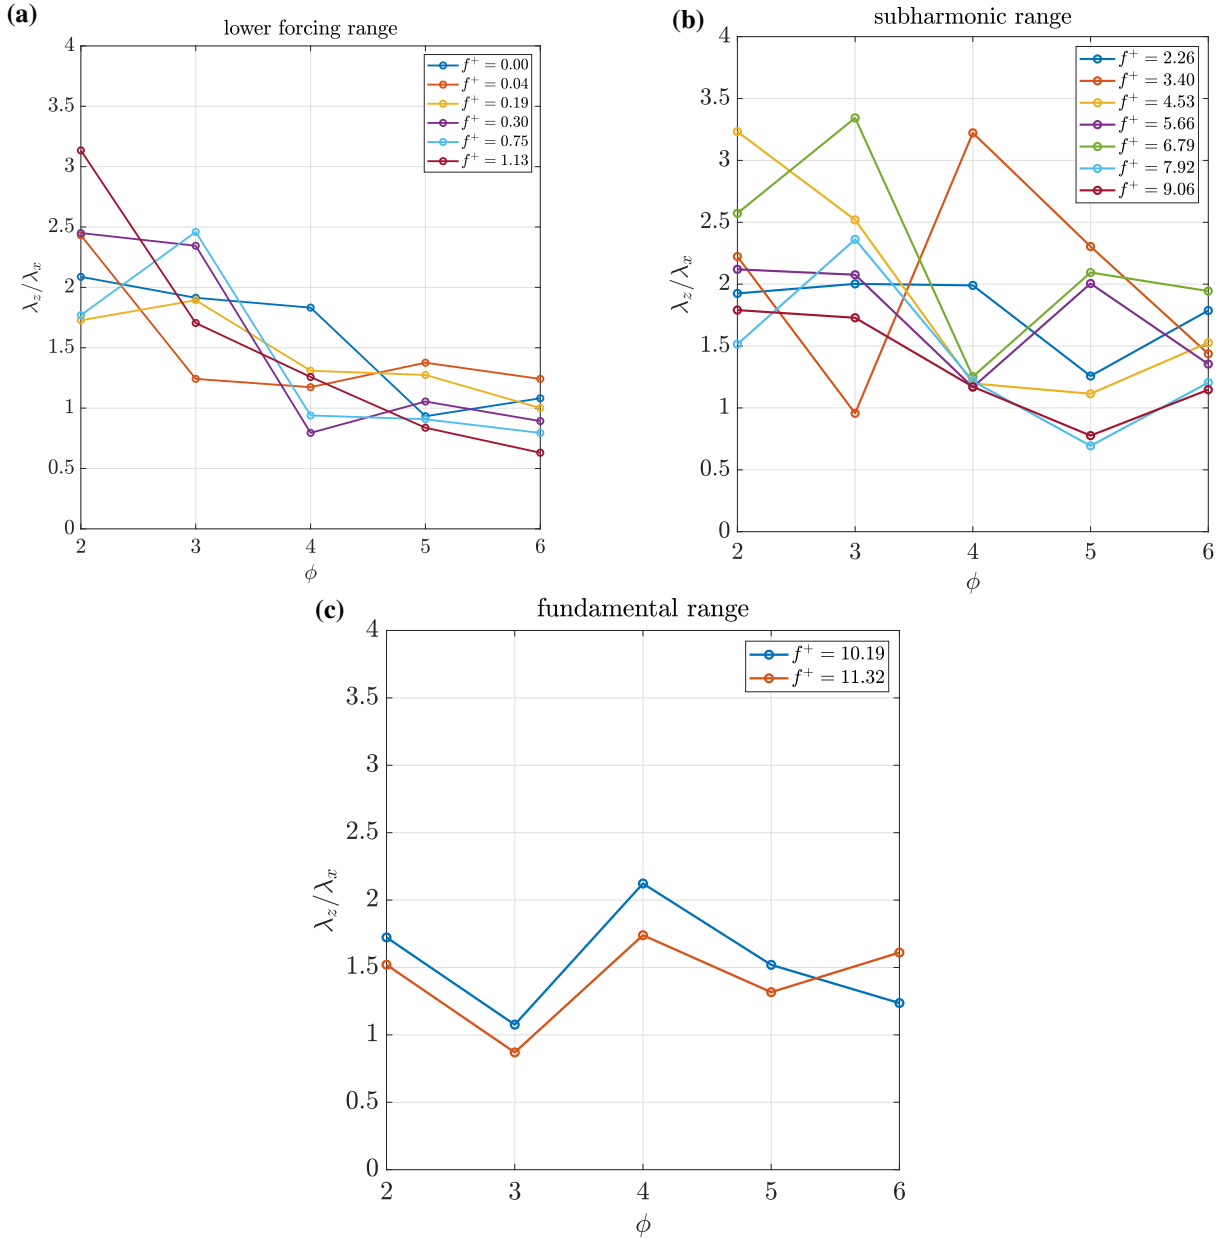 (a)
lower forcing range
4
3.5
3
2.5
2
1.5
1
0.5
0
λz/λx
2 3 4 5 6
ϕ
f+ = 0.00
f+ = 0.04
f+ = 0.19
f+ = 0.30
f+ = 0.75
f+ = 1.13
(b)
subharmonic range
4
3.5
3
2.5
2
1.5
1
0.5
0
λz/λx
2 3 4 5 6
ϕ
f+ = 2.26
f+ = 3.40
f+ = 4.53
f+ = 5.66
f+ = 6.79
f+ = 7.92
f+ = 9.06
(c)
fundamental range
4
3.5
3
2.5
2
1.5
1
0.5
0
λz/λx
2 3 4 5 6
ϕ
f+ = 10.19
f+ = 11.32